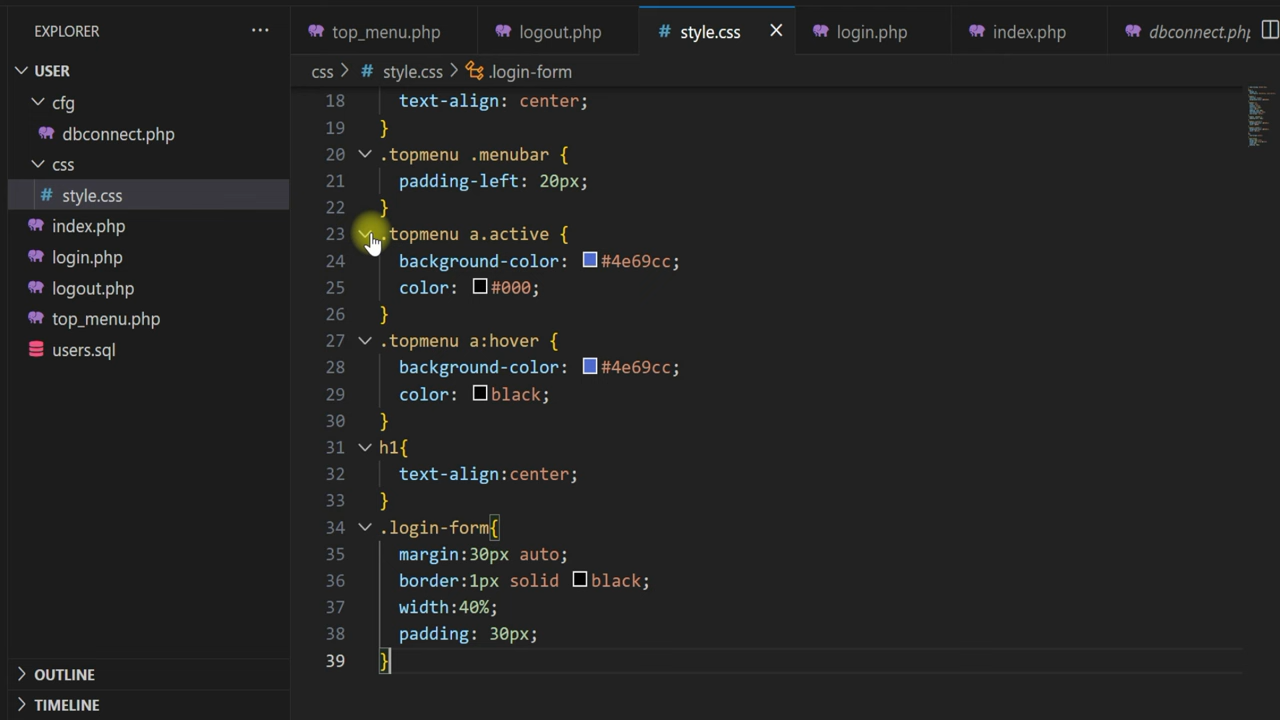 EXPLORER
USER
cfg
dbconnect.php
css
style.css
index.php
login.php
logout.php
top_menu.php
users.sql
OUTLINE
TIMELINE
top_menu.php logout.php # style.css login.php index.php dbconnect.php
css > # style.css > .login-form
18 text-align: center;
19 }
20 .topmenu .menubar {
21 padding-left: 20px;
22 }
23 .topmenu a.active {
24 background-color: #4e69cc;
25 color: #000;
26 }
27 .topmenu a:hover {
28 background-color: #4e69cc;
29 color: black;
30 }
31 h1{
32 text-align:center;
33 }
34 .login-form{
35 margin:30px auto;
36 border:1px solid black;
37 width:40%;
38 padding: 30px;
39 }